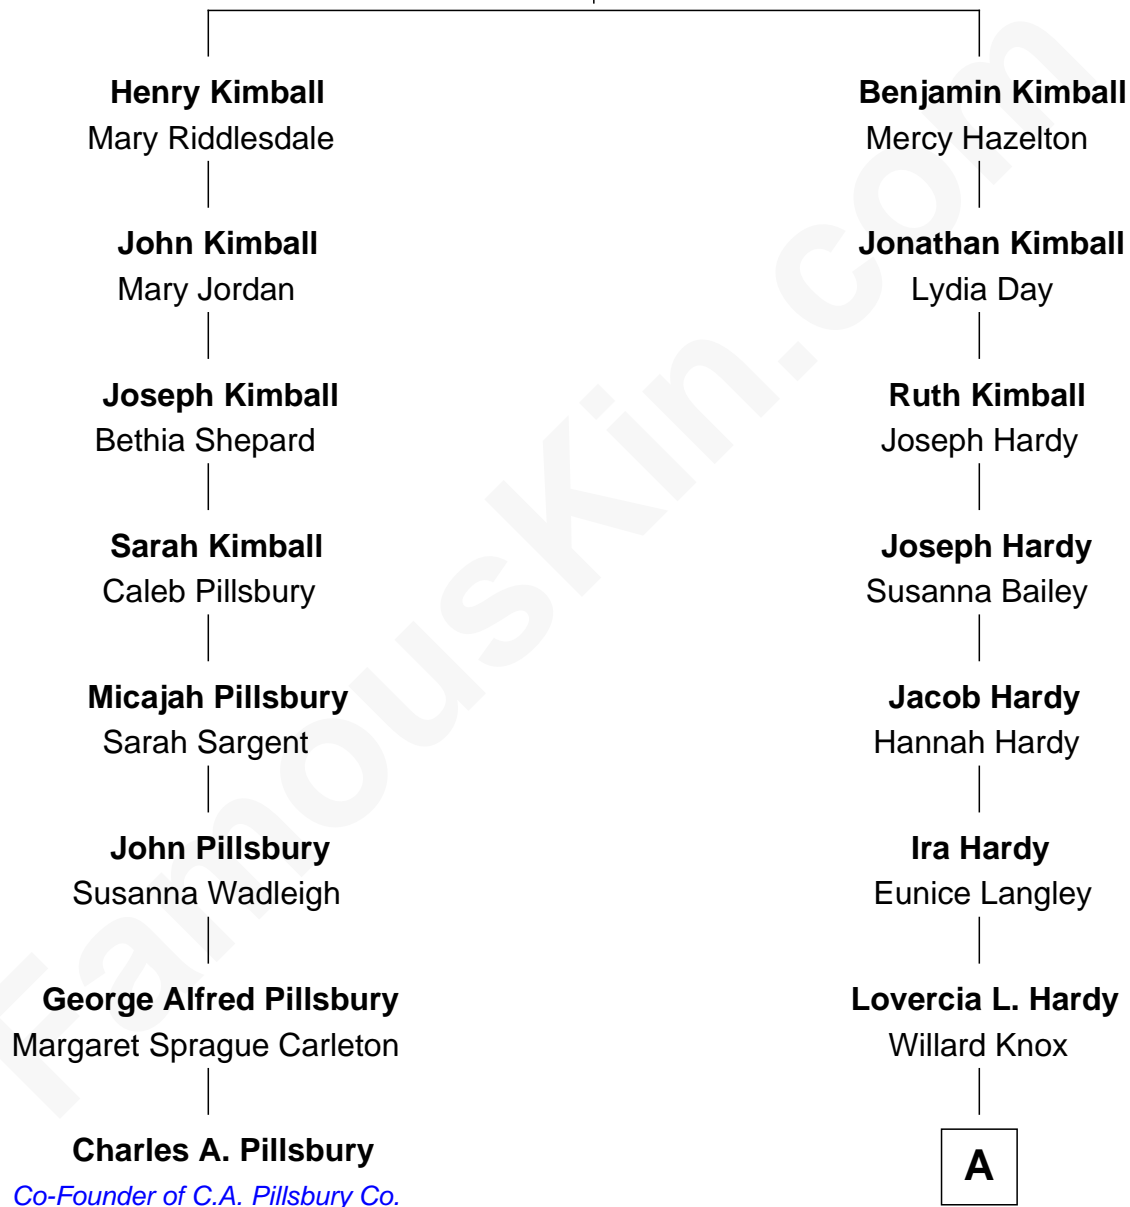 Henry Kimball
Mary Riddlesdale
John Kimball
Mary Jordan
Joseph Kimball
Bethia Shepard
Sarah Kimball
Caleb Pillsbury
Micajah Pillsbury
Sarah Sargent
John Pillsbury
Susanna Wadleigh
George Alfred Pillsbury
Margaret Sprague Carleton
Charles A. Pillsbury
Co-Founder of C.A. Pillsbury Co.
Benjamin Kimball
Mercy Hazelton
Jonathan Kimball
Lydia Day
Ruth Kimball
Joseph Hardy
Joseph Hardy
Susanna Bailey
Jacob Hardy
Hannah Hardy
Ira Hardy
Eunice Langley
Lovercia L. Hardy
Willard Knox
A
FamousKin.com